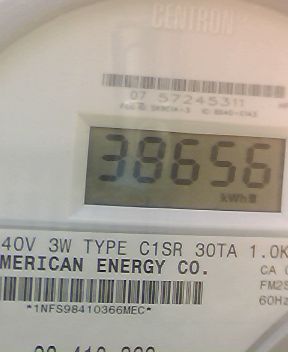 CENTRON
07 57245311
38656
kWh
40V 3W TYPE C1SR 30TA 1.0K
MERICAN ENERGY CO.
CA 0
FM2S
60Hz
*1NFS98410366MEC*